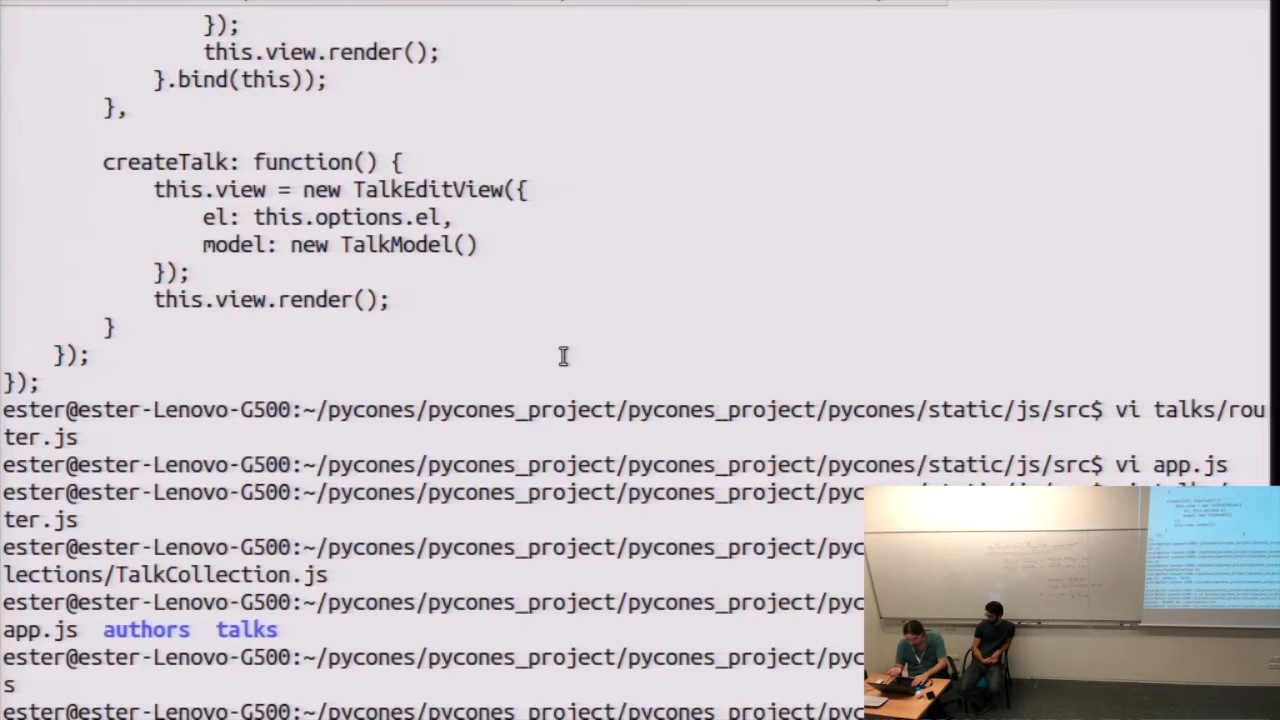 });
this.view.render();
}.bind(this));
},
createTalk: function() {
this.view = new TalkEditView({
el: this.options.el,
model: new TalkModel()
});
this.view.render();
}
});
});
ester@ester-Lenovo-G500:~/pycones/pycones_project/pycones_project/pycones/static/js/src$ vi talks/rou
ter.js
ester@ester-Lenovo-G500:~/pycones/pycones_project/pycones_project/pycones/static/js/src$ vi app.js
ester@ester-Lenovo-G500:~/pycones/pycones_project/pycones_project/pyc
ter.js
ester@ester-Lenovo-G500:~/pycones/pycones_project/pycones_project/pyc
lections/TalkCollection.js
ester@ester-Lenovo-G500:~/pycones/pycones_project/pycones_project/pyc
app.js authors talks
ester@ester-Lenovo-G500:~/pycones/pycones_project/pycones_project/pyc
s
ester@ester-Lenovo-G500:~/pycones/pycones_project/pycones_project/pyc